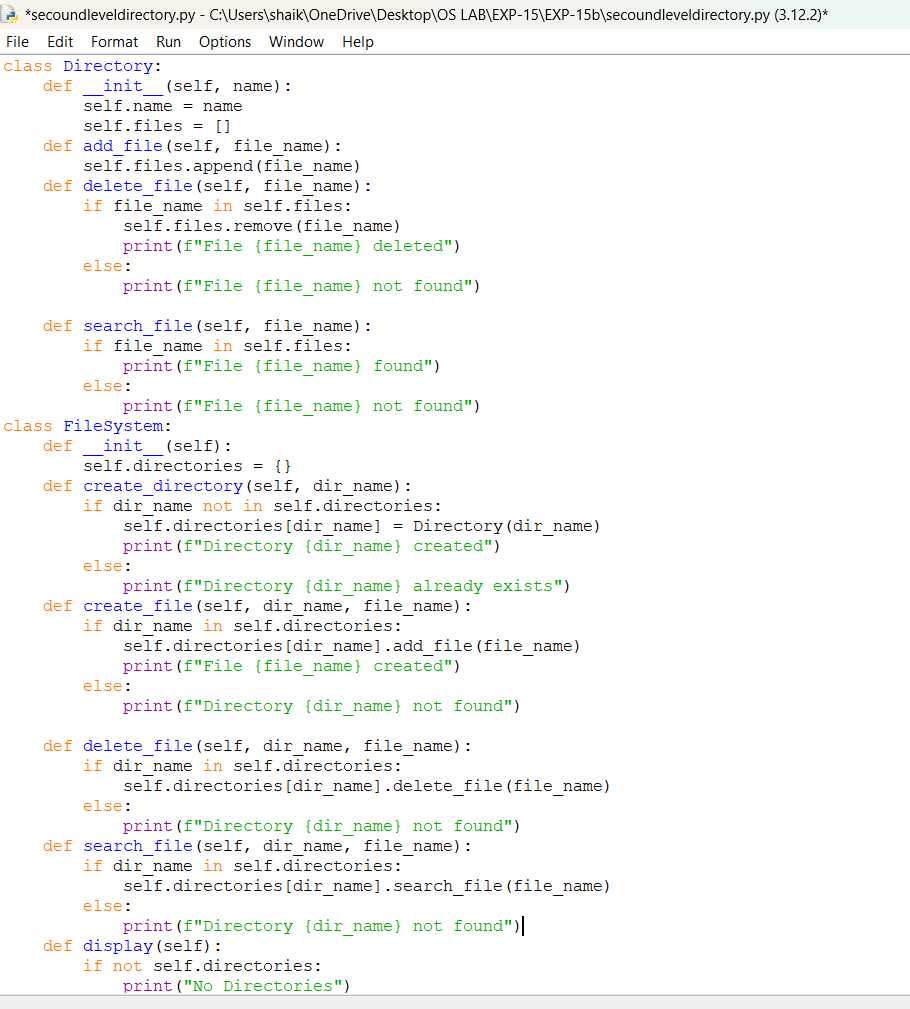 *secoundleveldirectory.py - C:\Users\shaik\OneDrive\Desktop\OS LAB\EXP-15\EXP-15b\secoundleveldirectory.py (3.12.2)*
File Edit Format Run Options Window Help
class Directory:
    def __init__(self, name):
        self.name = name
        self.files = []
    def add_file(self, file_name):
        self.files.append(file_name)
    def delete_file(self, file_name):
        if file_name in self.files:
            self.files.remove(file_name)
            print(f"File {file_name} deleted")
        else:
            print(f"File {file_name} not found")

    def search_file(self, file_name):
        if file_name in self.files:
            print(f"File {file_name} found")
        else:
            print(f"File {file_name} not found")
class FileSystem:
    def __init__(self):
        self.directories = {}
    def create_directory(self, dir_name):
        if dir_name not in self.directories:
            self.directories[dir_name] = Directory(dir_name)
            print(f"Directory {dir_name} created")
        else:
            print(f"Directory {dir_name} already exists")
    def create_file(self, dir_name, file_name):
        if dir_name in self.directories:
            self.directories[dir_name].add_file(file_name)
            print(f"File {file_name} created")
        else:
            print(f"Directory {dir_name} not found")

    def delete_file(self, dir_name, file_name):
        if dir_name in self.directories:
            self.directories[dir_name].delete_file(file_name)
        else:
            print(f"Directory {dir_name} not found")
    def search_file(self, dir_name, file_name):
        if dir_name in self.directories:
            self.directories[dir_name].search_file(file_name)
        else:
            print(f"Directory {dir_name} not found")
    def display(self):
        if not self.directories:
            print("No Directories")